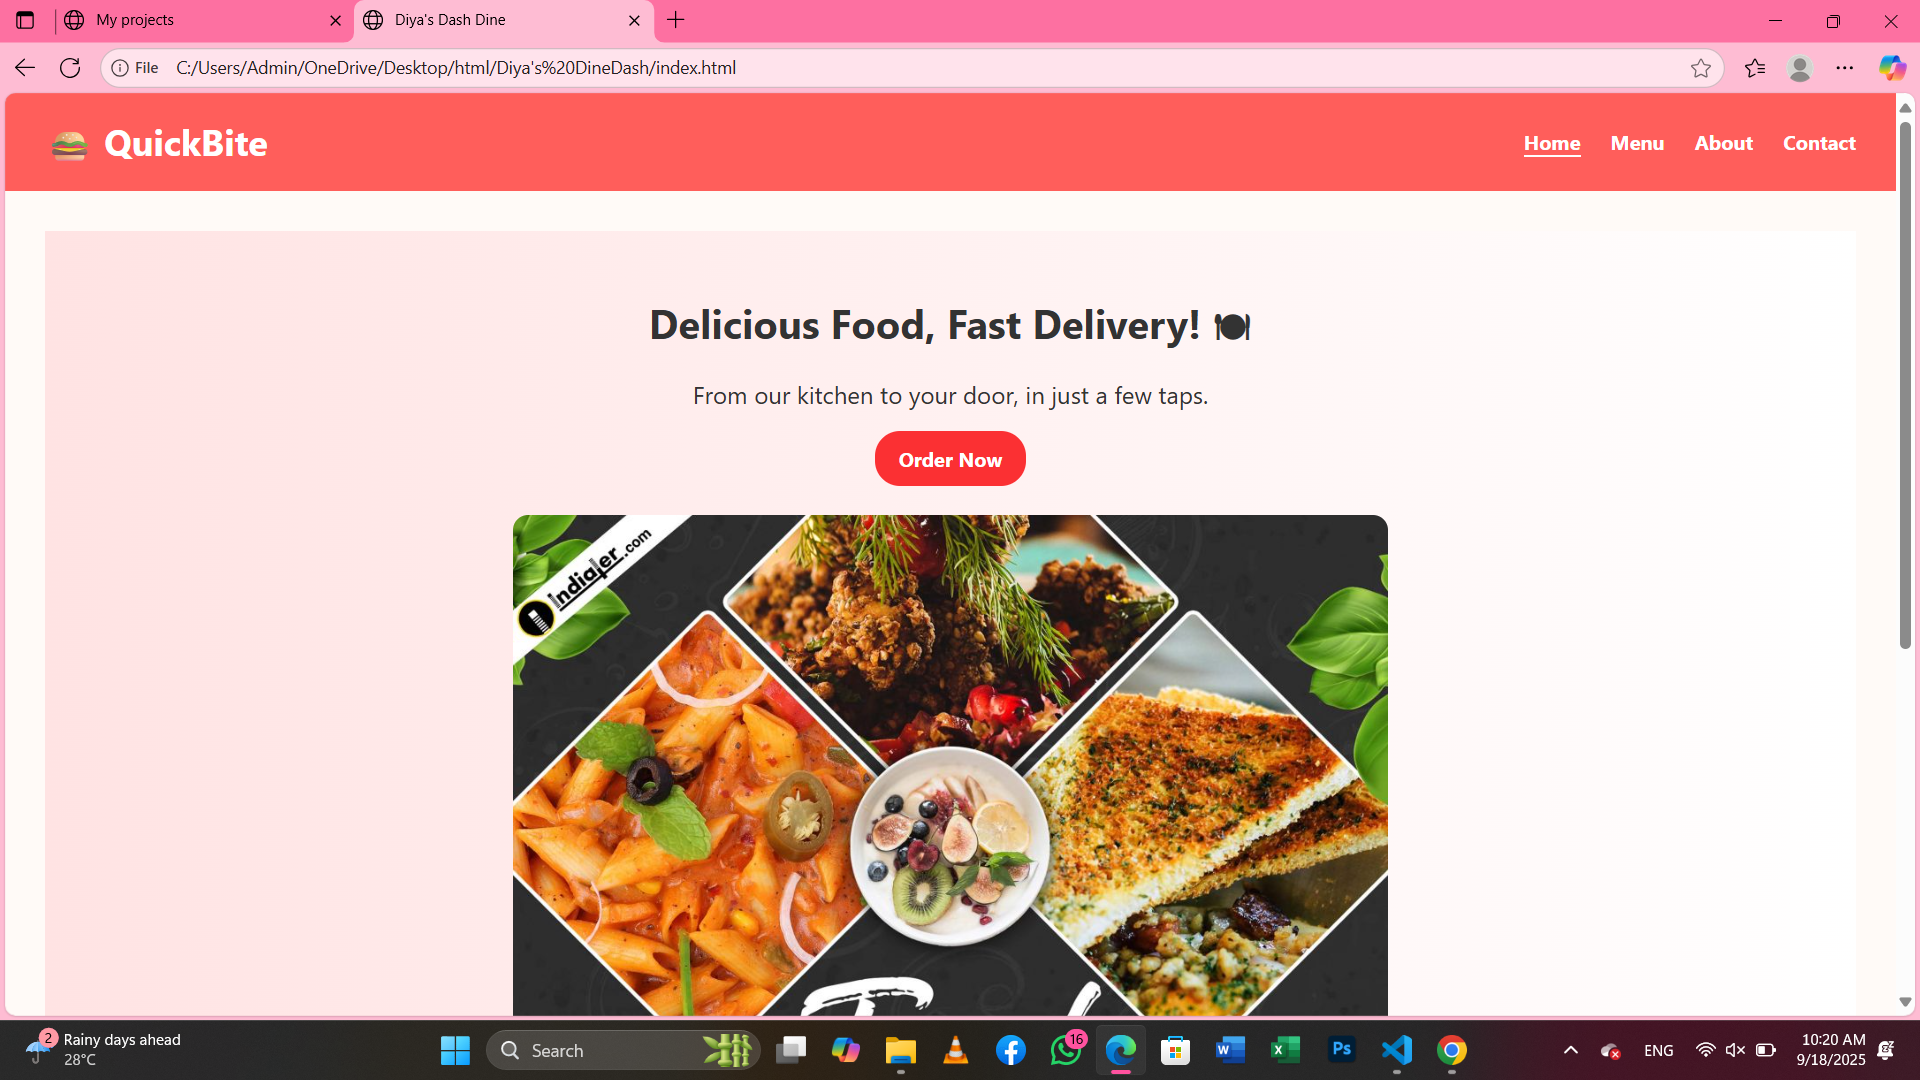 My projects
Diya's Dash Dine
File
C:/Users/Admin/OneDrive/Desktop/html/Diya's%20DineDash/index.html
QuickBite
Home
Menu
About
Contact
Delicious Food, Fast Delivery!
From our kitchen to your door, in just a few taps.
Order Now
Indiater.com
2
Rainy days ahead
28°C
Search
16
W
X
Ps
ENG
10:20 AM
9/18/2025